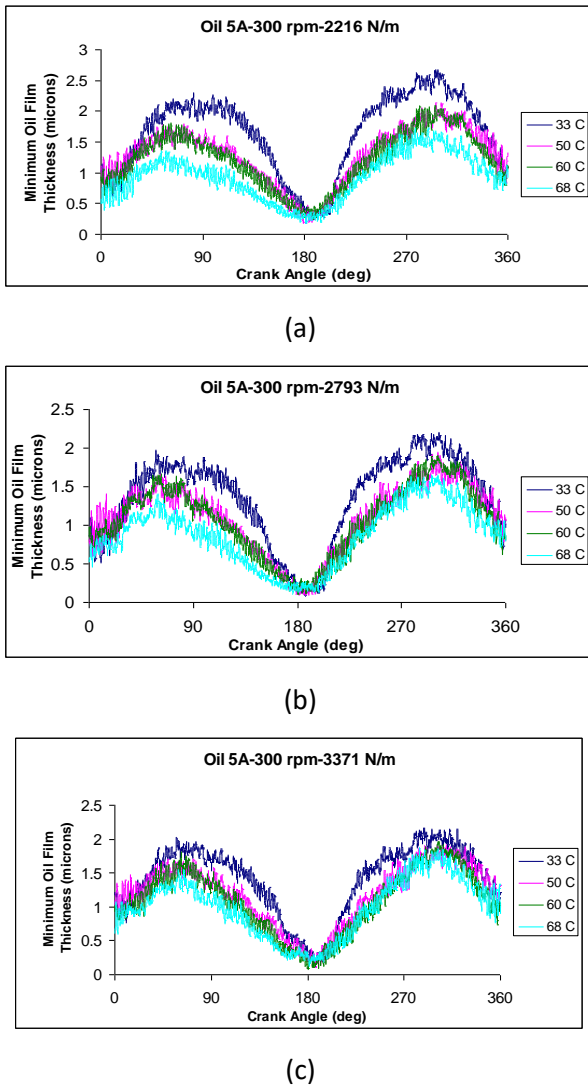 Oil 5A-300 rpm-2216 N/m
Minimum Oil Film
Thickness (microns)
3
2.5
2
1.5
1
0.5
0
0 90 180 270 360
Crank Angle (deg)
33 C
50 C
60 C
68 C
(a)
Oil 5A-300 rpm-2793 N/m
Minimum Oil Film
Thickness (microns)
2.5
2
1.5
1
0.5
0
0 90 180 270 360
Crank Angle (deg)
33 C
50 C
60 C
68 C
(b)
Oil 5A-300 rpm-3371 N/m
Minimum Oil Film
Thickness (microns)
2.5
2
1.5
1
0.5
0
0 90 180 270 360
Crank Angle (deg)
33 C
50 C
60 C
68 C
(c)